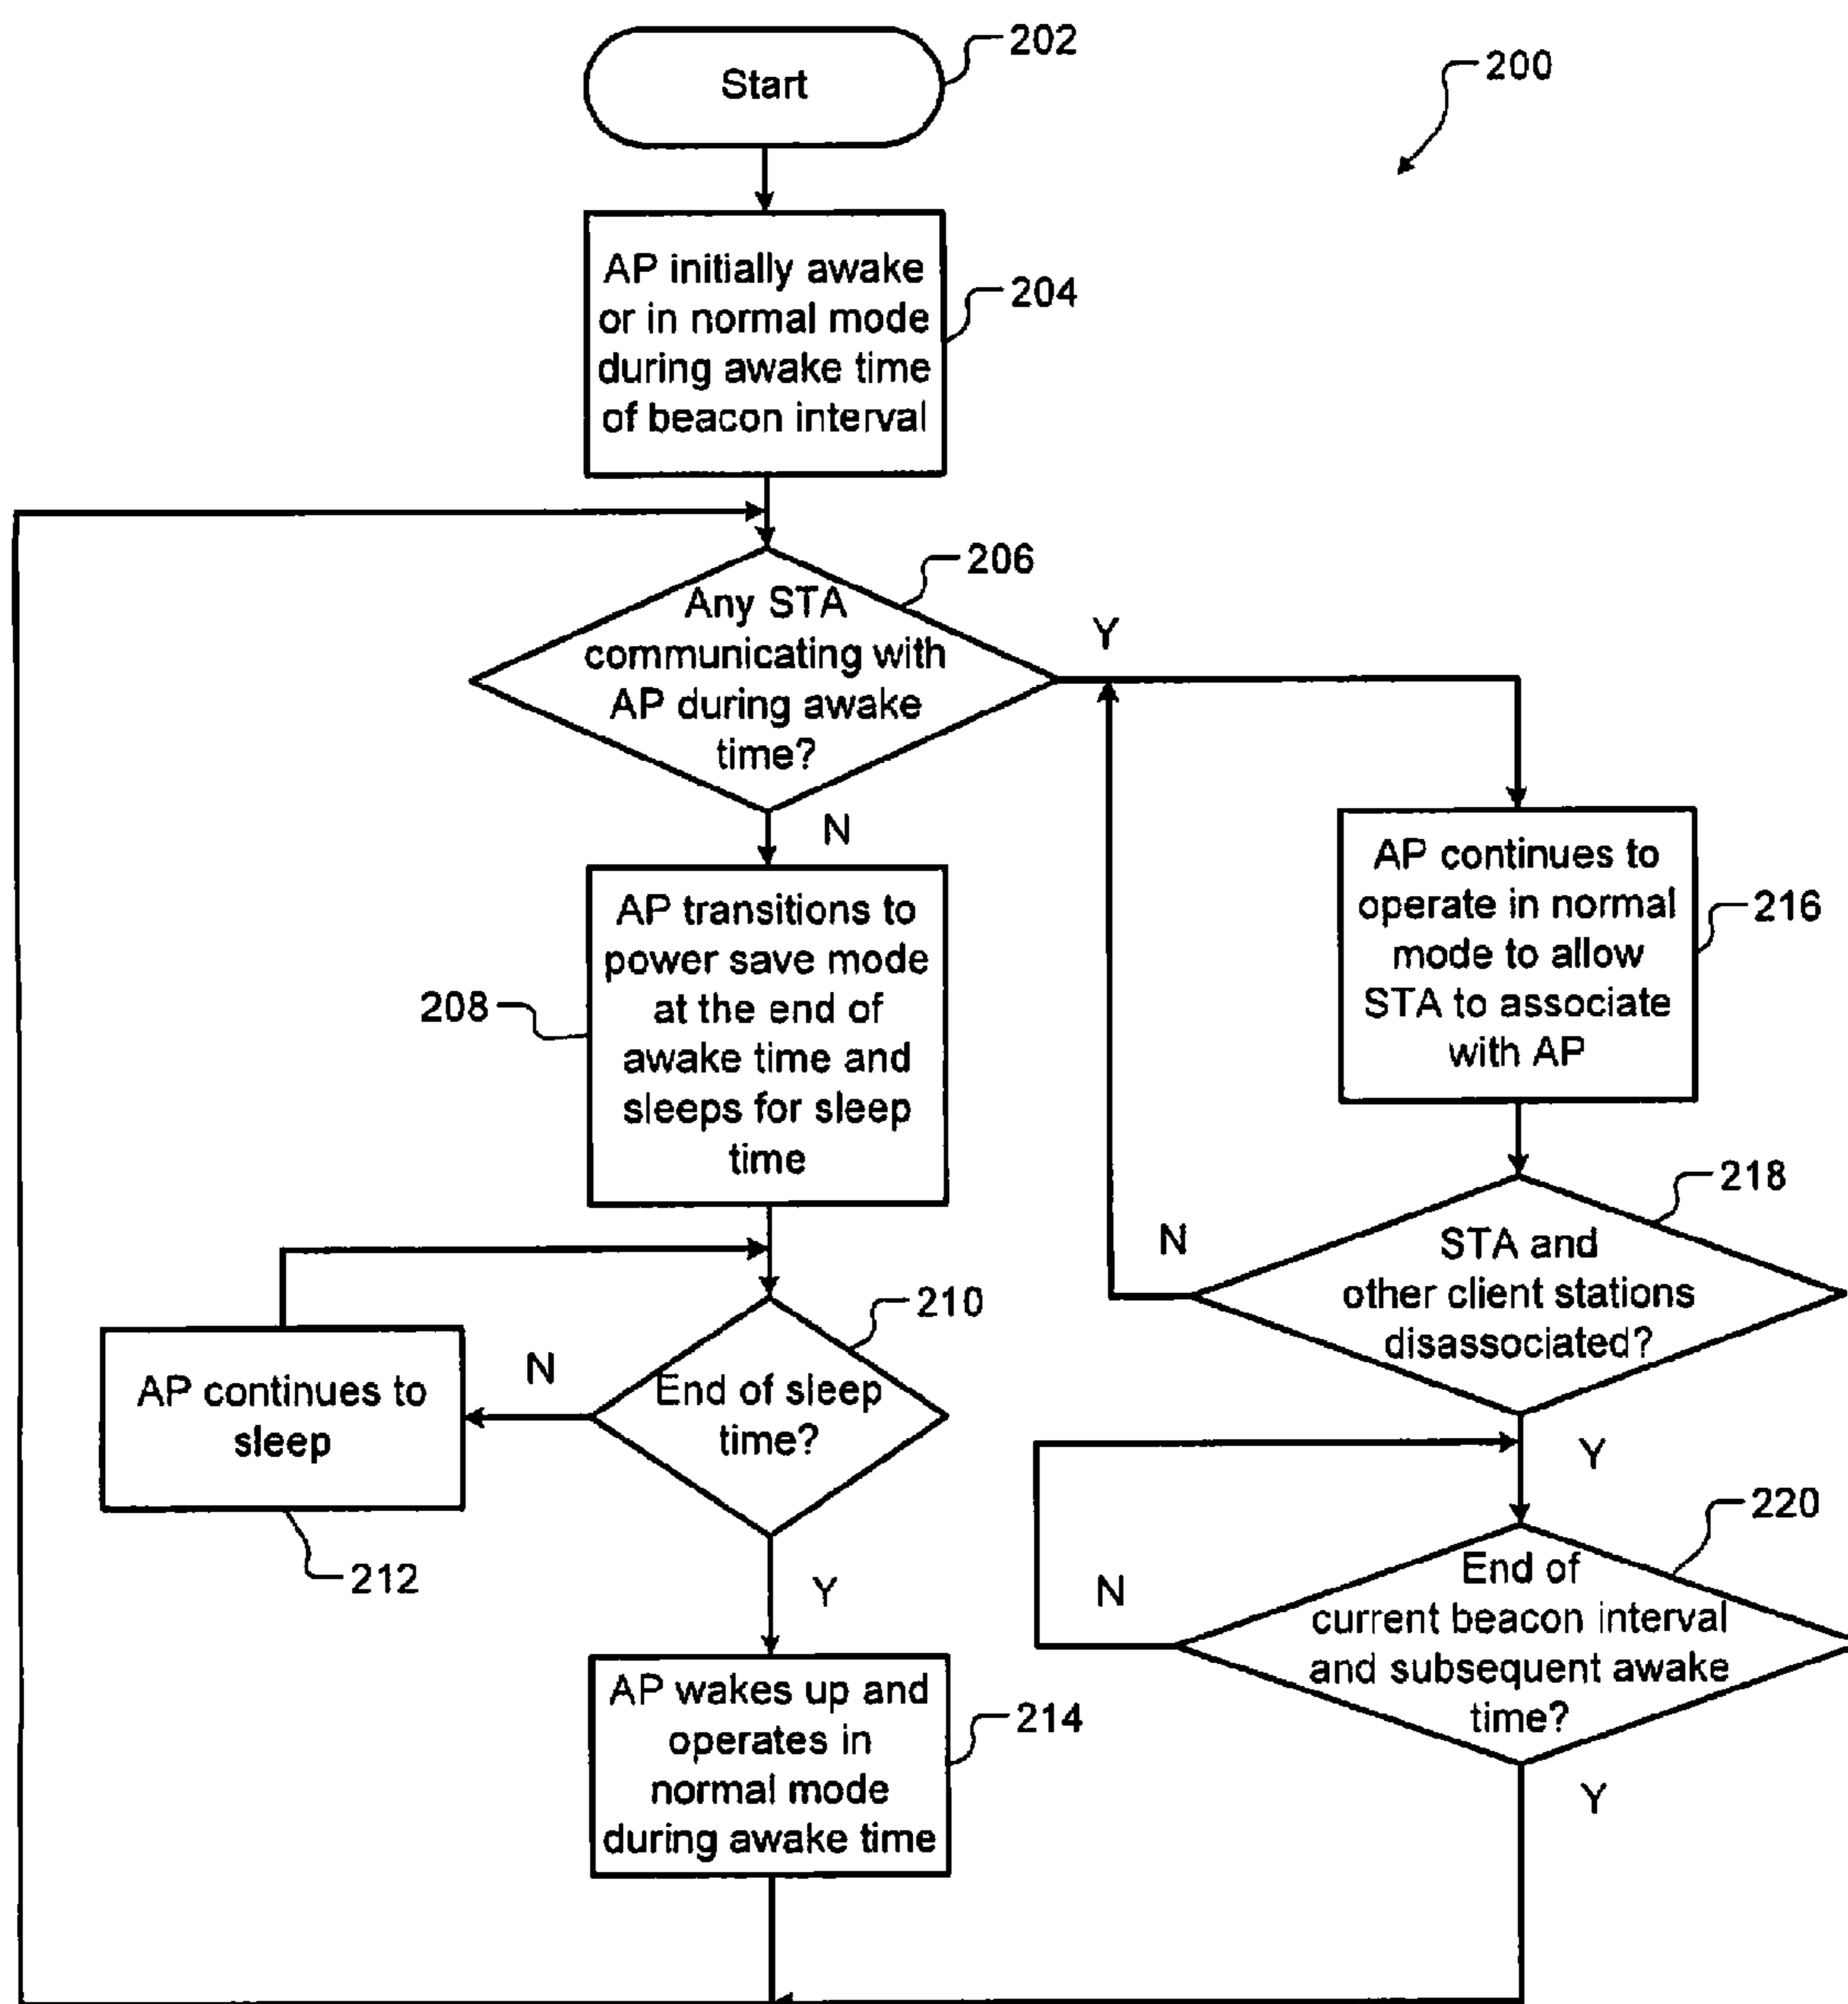 Start
202
200
AP initially awake
or in normal mode
during awake time
of beacon interval
204
Any STA
communicating with
AP during awake
time?
206
Y
N
AP transitions to
power save mode
at the end of
awake time and
sleeps for sleep
time
208
AP continues to
operate in normal
mode to allow
STA to associate
with AP
216
STA and
other client stations
disassociated?
218
N
Y
End of sleep
time?
210
N
AP continues to
sleep
212
Y
End of
current beacon interval
and subsequent awake
time?
220
N
Y
AP wakes up and
operates in
normal mode
during awake time
214